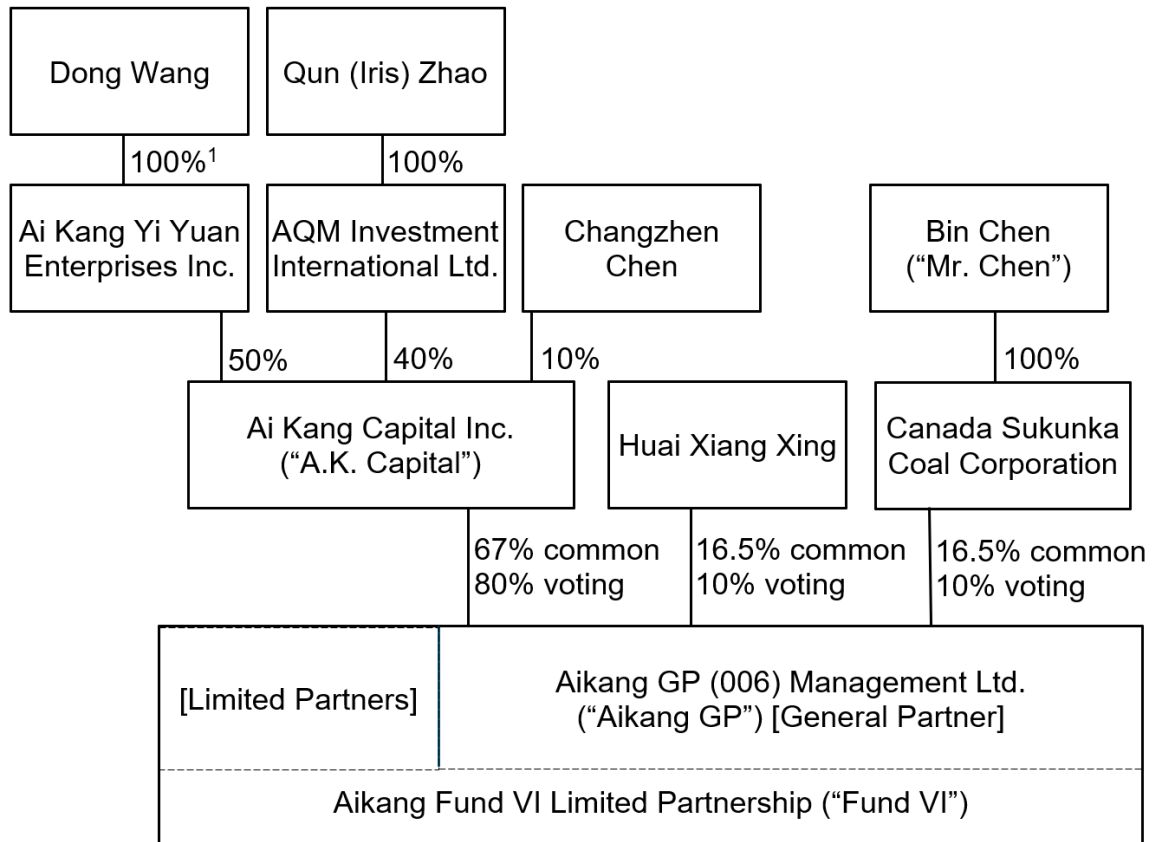 Dong Wang
Qun (Iris) Zhao
100%¹
100%
Ai Kang Yi Yuan
Enterprises Inc.
AQM Investment
International Ltd.
Changzhen
Chen
Bin Chen
(“Mr. Chen”)
50%
40%
10%
100%
Ai Kang Capital Inc.
(“A.K. Capital”)
Huai Xiang Xing
Canada Sukunka
Coal Corporation
67% common
80% voting
16.5% common
10% voting
16.5% common
10% voting
[Limited Partners]
Aikang GP (006) Management Ltd.
(“Aikang GP”) [General Partner]
Aikang Fund VI Limited Partnership (“Fund VI”)